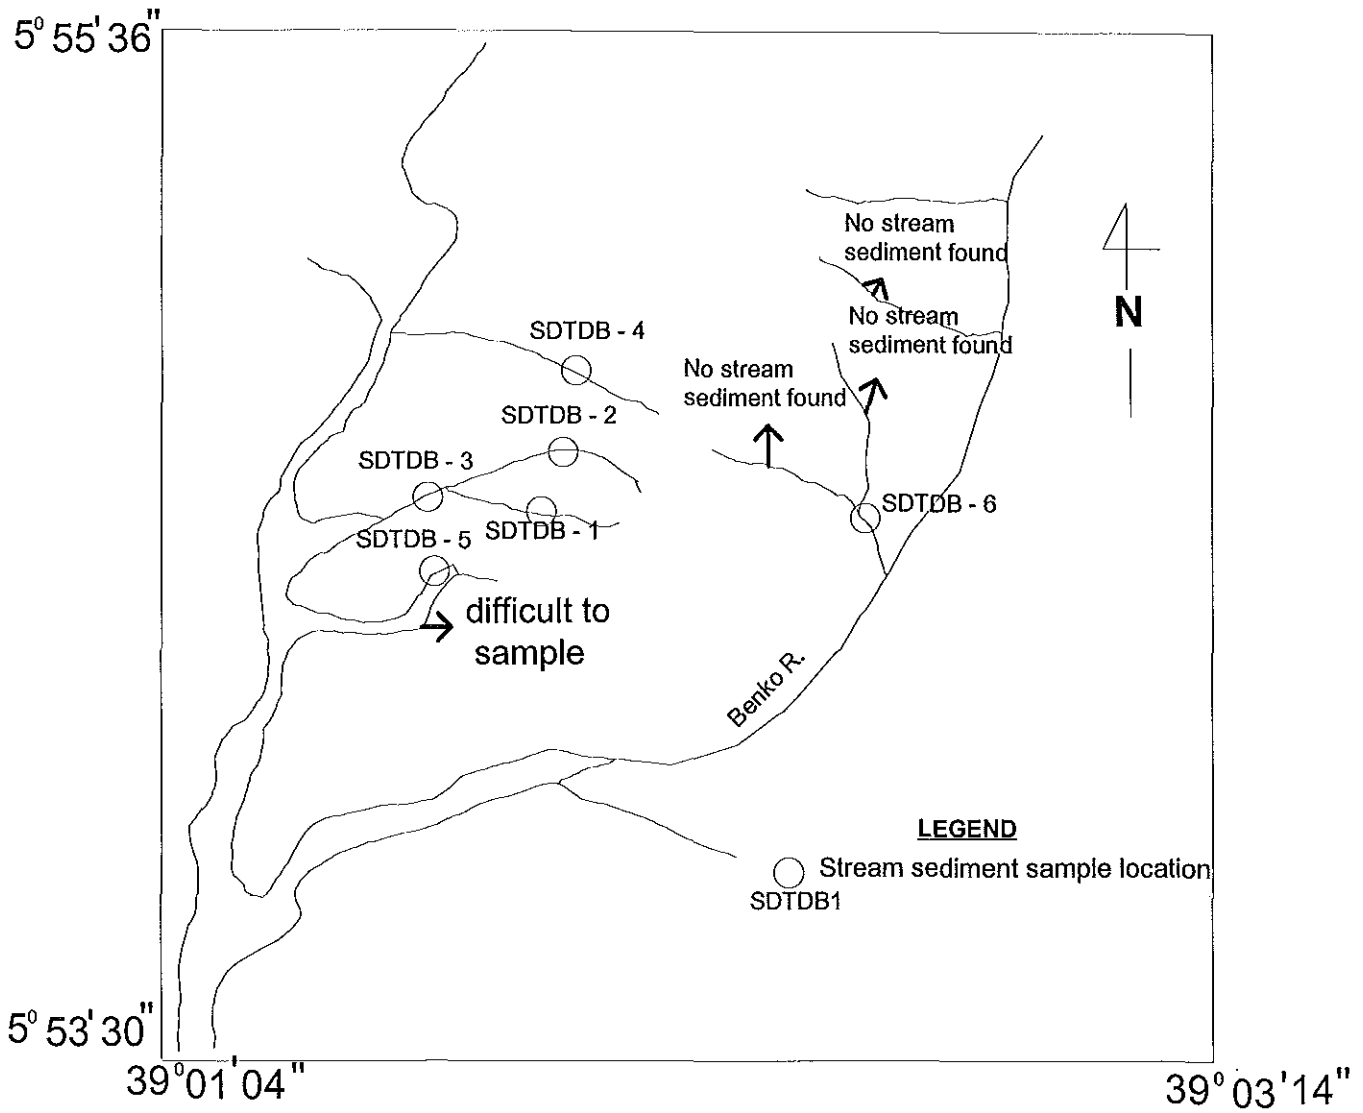 5° 55' 36"
No stream
sediment found
N
SDTDB - 4
No stream
sediment found
No stream
sediment found
SDTDB - 2
SDTDB - 3
SDTDB - 6
SDTDB - 1
SDTDB - 5
difficult to
sample
Benko R.
LEGEND
Stream sediment sample location
SDTDB1
5° 53' 30"
39° 01' 04"
39° 03' 14"